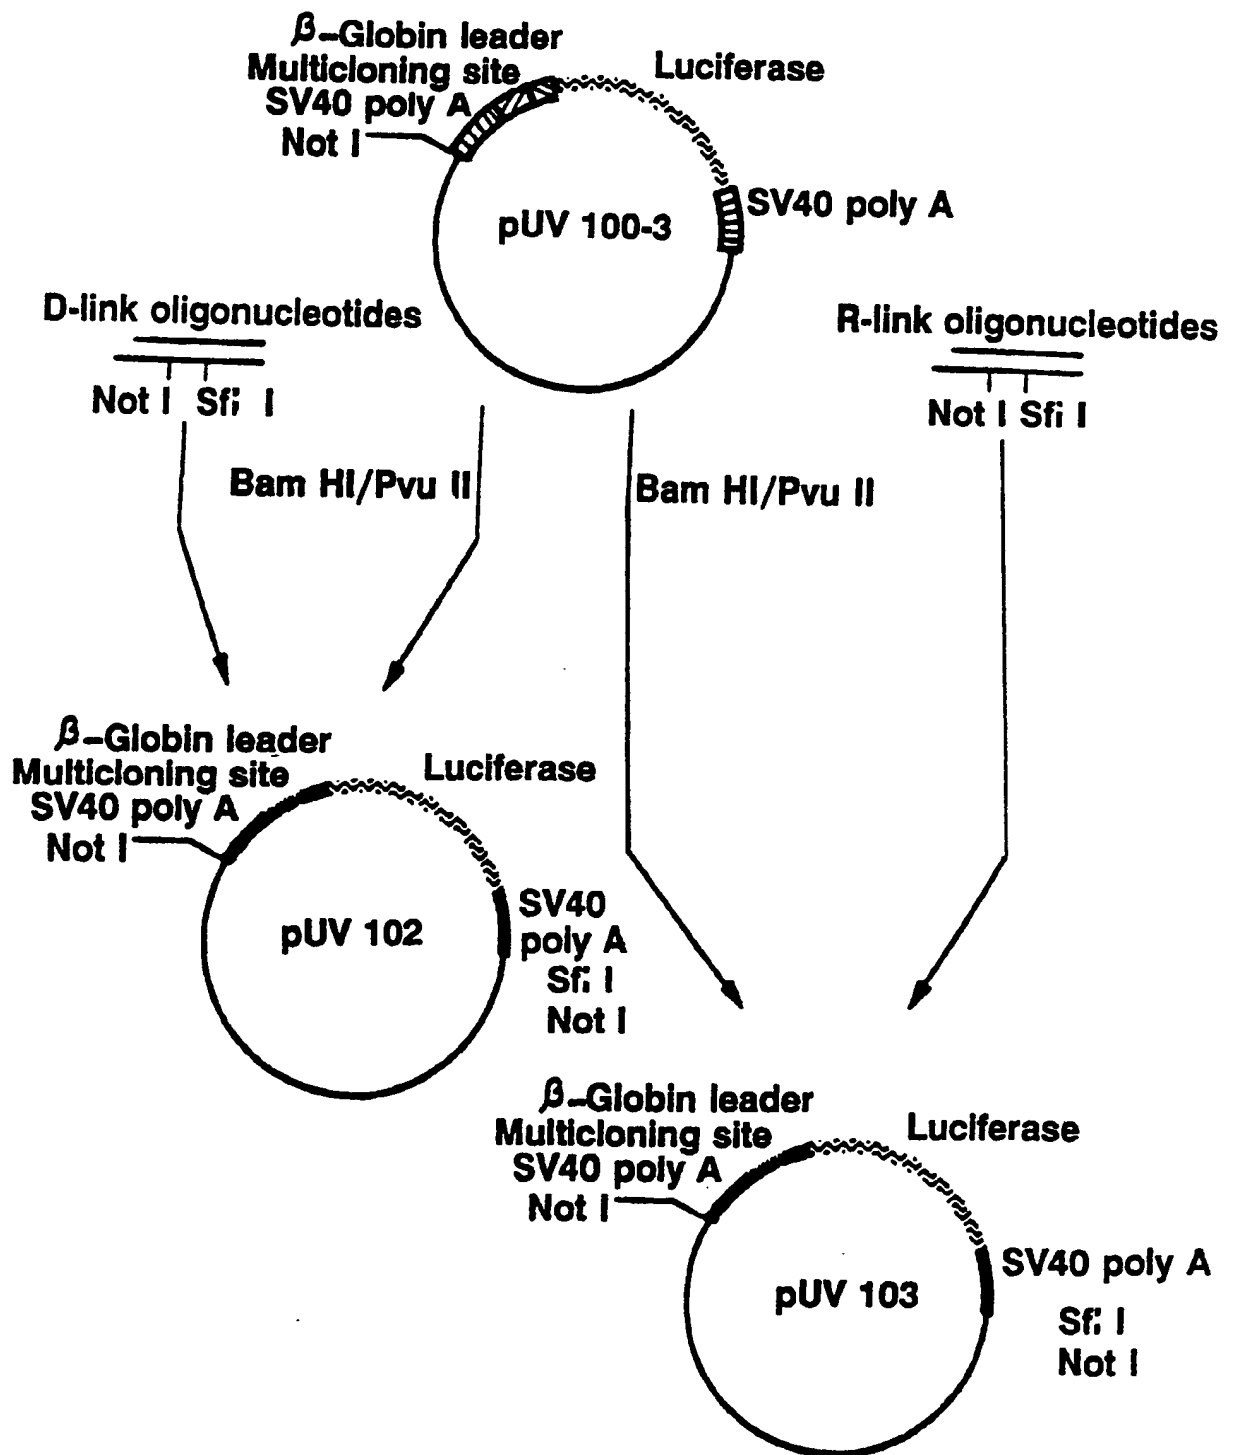 β-Globin leader
Multicloning site
SV40 poly A
Not I
Luciferase
SV40 poly A
pUV 100-3
D-link oligonucleotides
Not I Sfi I
R-link oligonucleotides
Not I Sfi I
Bam HI/Pvu II
Bam HI/Pvu II
β-Globin leader
Multicloning site
SV40 poly A
Not I
Luciferase
pUV 102
SV40
poly A
Sfi I
Not I
β-Globin leader
Multicloning site
SV40 poly A
Not I
Luciferase
pUV 103
SV40 poly A
Sfi I
Not I